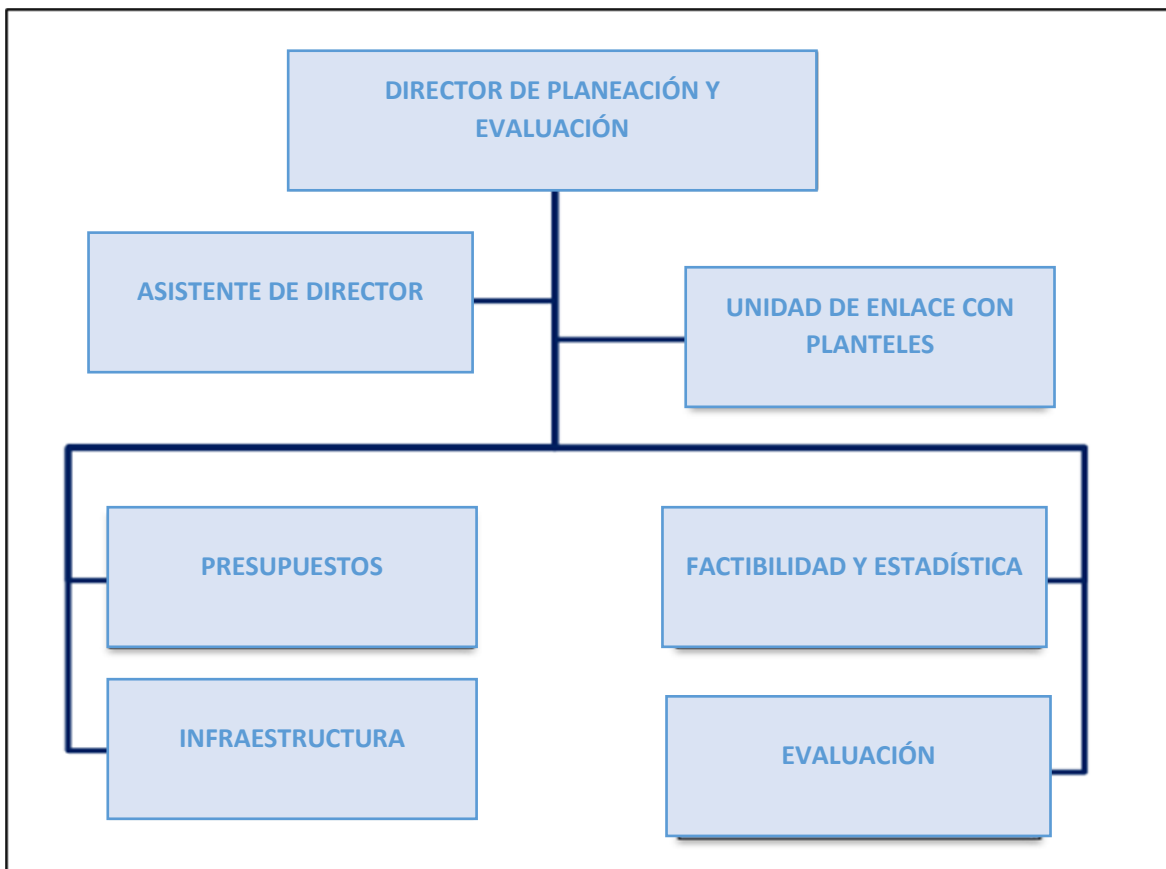 DIRECTOR DE PLANEACIÓN Y
EVALUACIÓN
ASISTENTE DE DIRECTOR
UNIDAD DE ENLACE CON
PLANTELES
PRESUPUESTOS
FACTIBILIDAD Y ESTADÍSTICA
INFRAESTRUCTURA
EVALUACIÓN